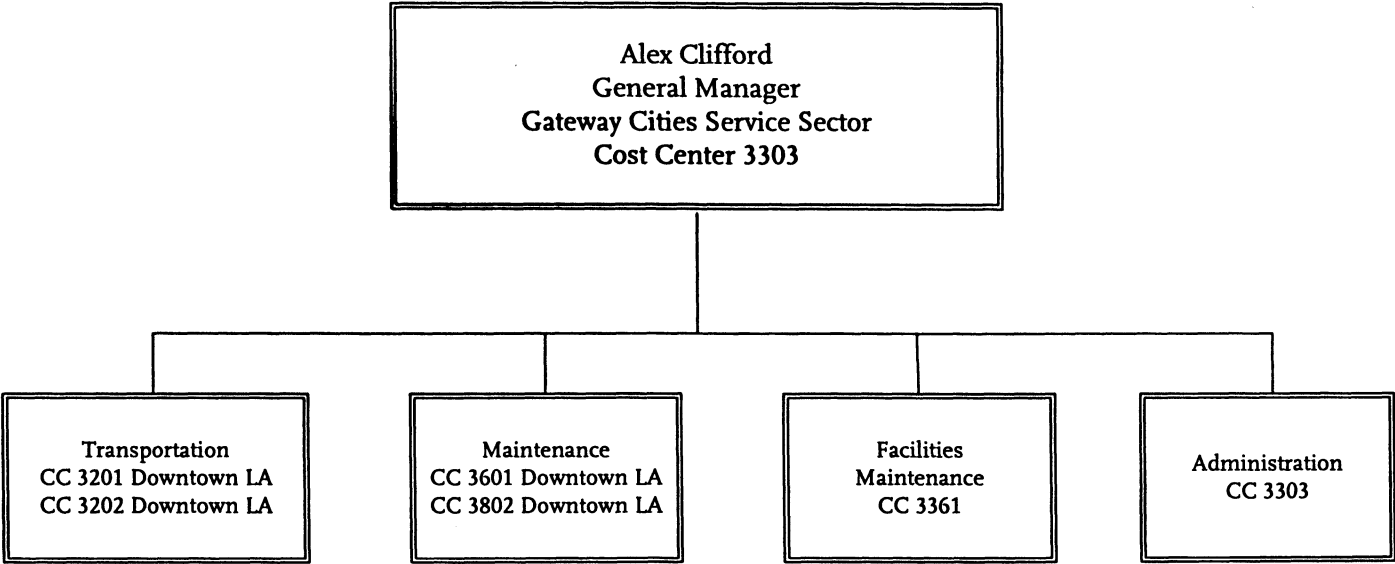 Alex Clifford
General Manager
Gateway Cities Service Sector
Cost Center 3303
Transportation
CC 3201 Downtown LA
CC 3202 Downtown LA
Maintenance
CC 3601 Downtown LA
CC 3802 Downtown LA
Facilities
Maintenance
CC 3361
Administration
CC 3303